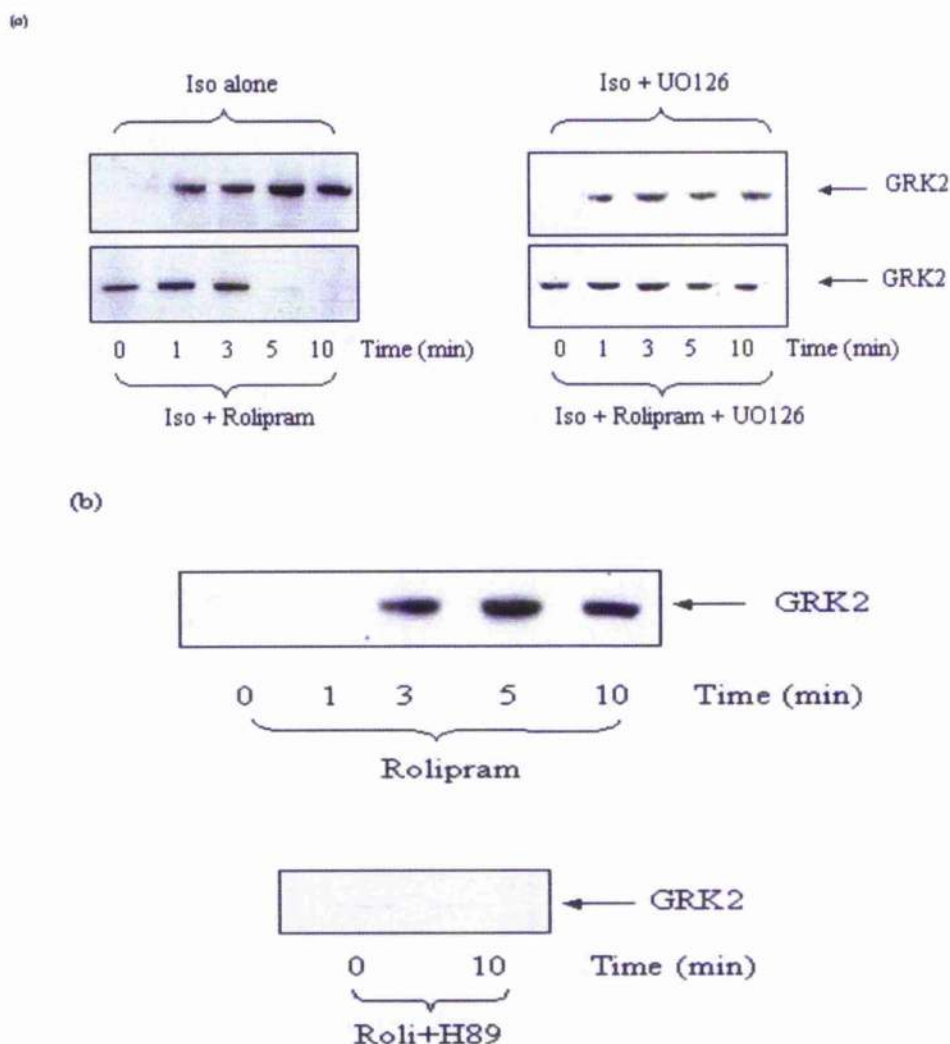 (a)
Iso alone
Iso + UO126
GRK2
GRK2
0 1 3 5 10 Time (min)
0 1 3 5 10 Time (min)
Iso + Rolipram
Iso + Rolipram + UO126
(b)
GRK2
0 1 3 5 10 Time (min)
Rolipram
GRK2
0 10 Time (min)
Roli+H89